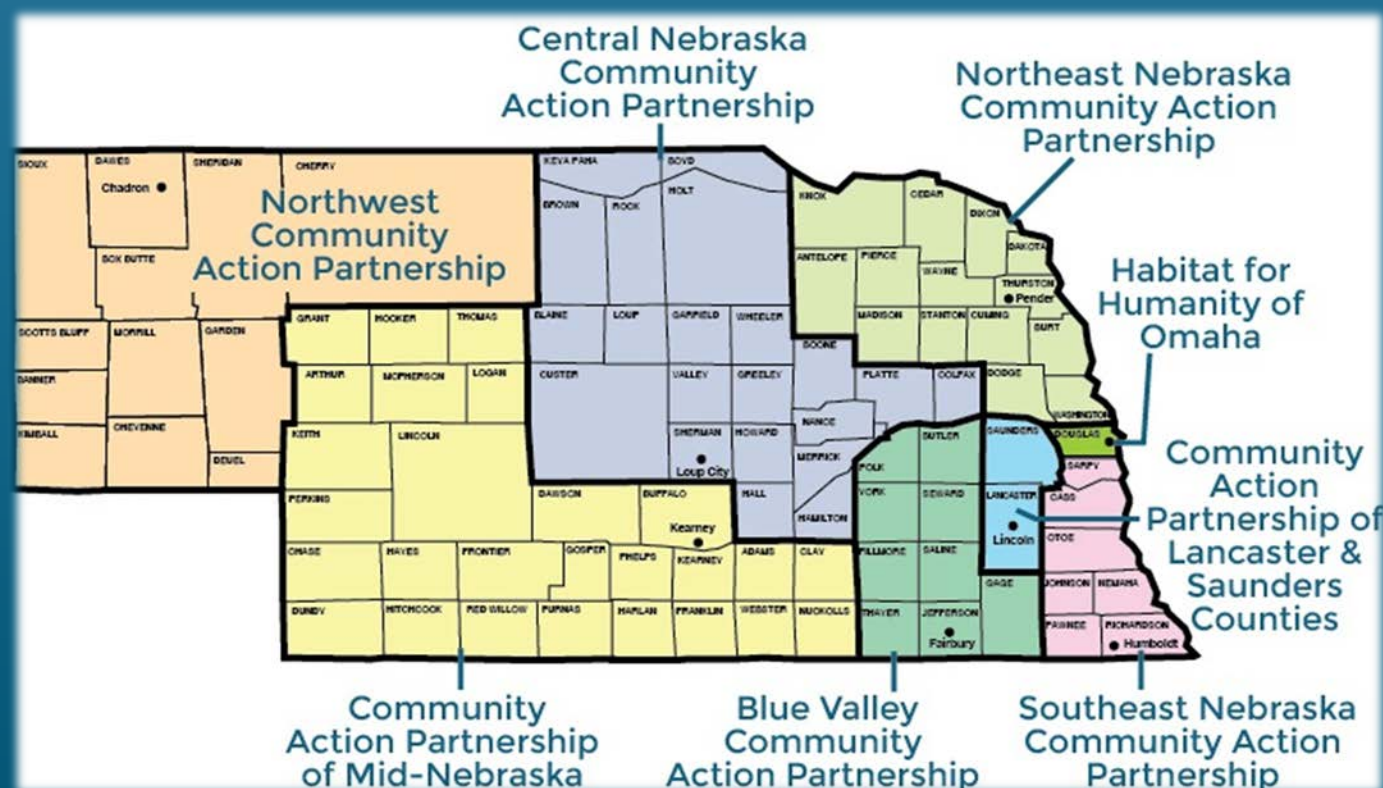 Central Nebraska
Community
Action Partnership
Northeast Nebraska
Community Action
Partnership
SIOUX
DAWES
SHERIDAN
CHERRY
KEYA PAHA
BOYD
Chadron
HOLT
KNOX
CEDAR
Northwest
Community
Action Partnership
BROWN
ROCK
DIXON
DAKOTA
BOX BUTTE
ANTELOPE
PIERCE
WAYNE
THURSTON
Pender
Habitat for
Humanity of
Omaha
SCOTTS BLUFF
MORRILL
GARDEN
GRANT
HOOKER
THOMAS
BLAINE
LOUP
GARFIELD
WHEELER
MADISON
STANTON
CUMING
BURT
BOONE
BANNER
ARTHUR
MCPHERSON
LOGAN
CUSTER
VALLEY
GREELEY
PLATTE
COLFAX
DODGE
WASHINGTON
KIMBALL
CHEYENNE
KEITH
LINCOLN
NANCE
SHERMAN
HOWARD
BUTLER
SAUNDERS
DOUGLAS
DEUEL
Loup City
MERRICK
POLK
SARPY
Community
Action
Partnership of
Lancaster &
Saunders
Counties
PERKINS
DAWSON
BUFFALO
HALL
YORK
SEWARD
LANCASTER
CASS
Kearney
HAMILTON
Lincoln
OTOE
CHASE
HAYES
FRONTIER
GOSPER
PHELPS
KEARNEY
ADAMS
CLAY
FILLMORE
SALINE
GAGE
JOHNSON
NEMAHA
DUNDY
HITCHCOCK
RED WILLOW
FURNAS
HARLAN
FRANKLIN
WEBSTER
NUCKOLLS
THAYER
JEFFERSON
PAWNEE
RICHARDSON
Fairbury
Humboldt
Community
Action Partnership
of Mid-Nebraska
Blue Valley
Community
Action Partnership
Southeast Nebraska
Community Action
Partnership